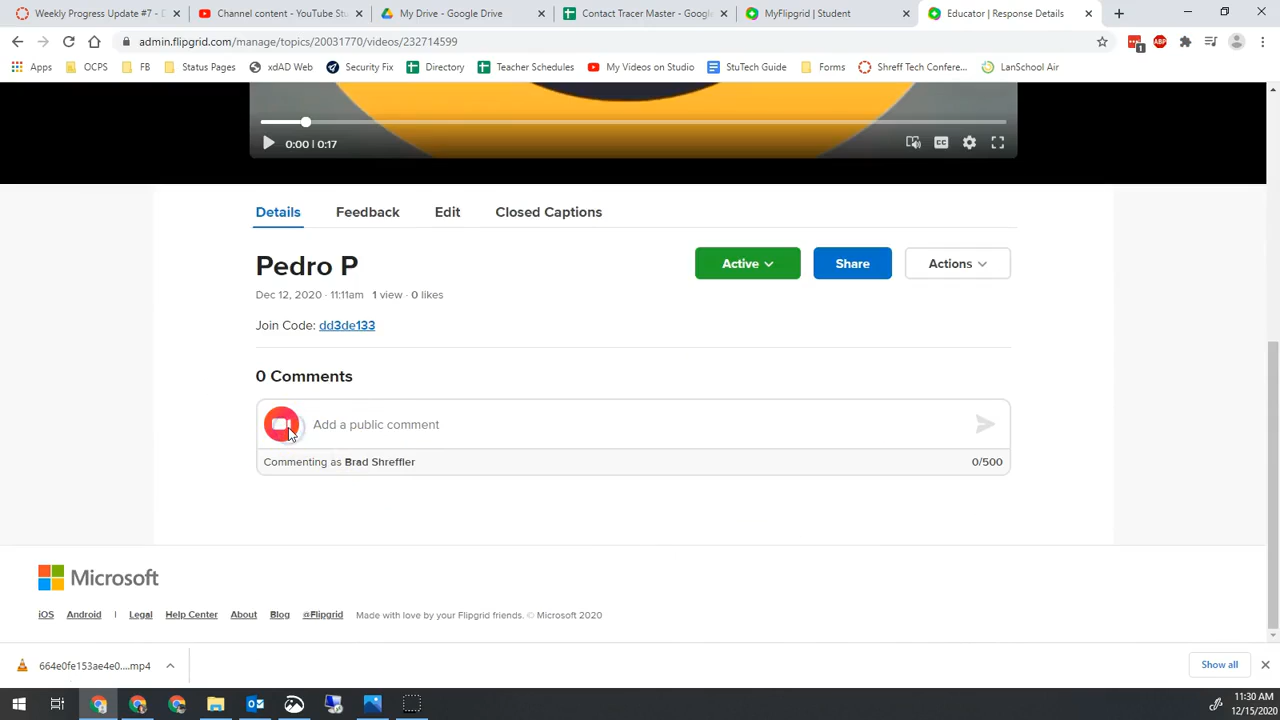 Weekly Progress Update #7 - D
Channel content - YouTube St
My Drive - Google Drive
Contact Tracer Master - Google
MyFlipgrid | Student
Educator | Response Details
admin.flipgrid.com/manage/topics/20031770/videos/232714599
1
ABP
Apps
OCPS
FB
Status Pages
xdAD Web
Security Fix
Directory
Teacher Schedules
My Videos on Studio
StuTech Guide
Forms
Shreff Tech Confere...
LanSchool Air
0:00 | 0:17
CC
Details Feedback Edit Closed Captions
Pedro P
Active Share Actions
Dec 12, 2020 · 11:11am 1 view · 0 likes
Join Code: dd3de133
0 Comments
Add a public comment
Commenting as Brad Shreffler 0/500
Microsoft
iOS Android | Legal Help Center About Blog @Flipgrid Made with love by your Flipgrid friends. © Microsoft 2020
664e0fe153ae4e0....mp4
Show all
11:30 AM
12/15/2020